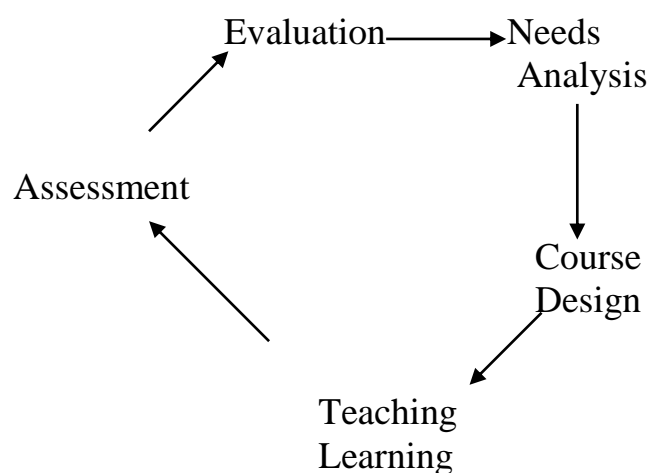 Evaluation
Needs
Analysis
Assessment
Course
Design
Teaching
Learning